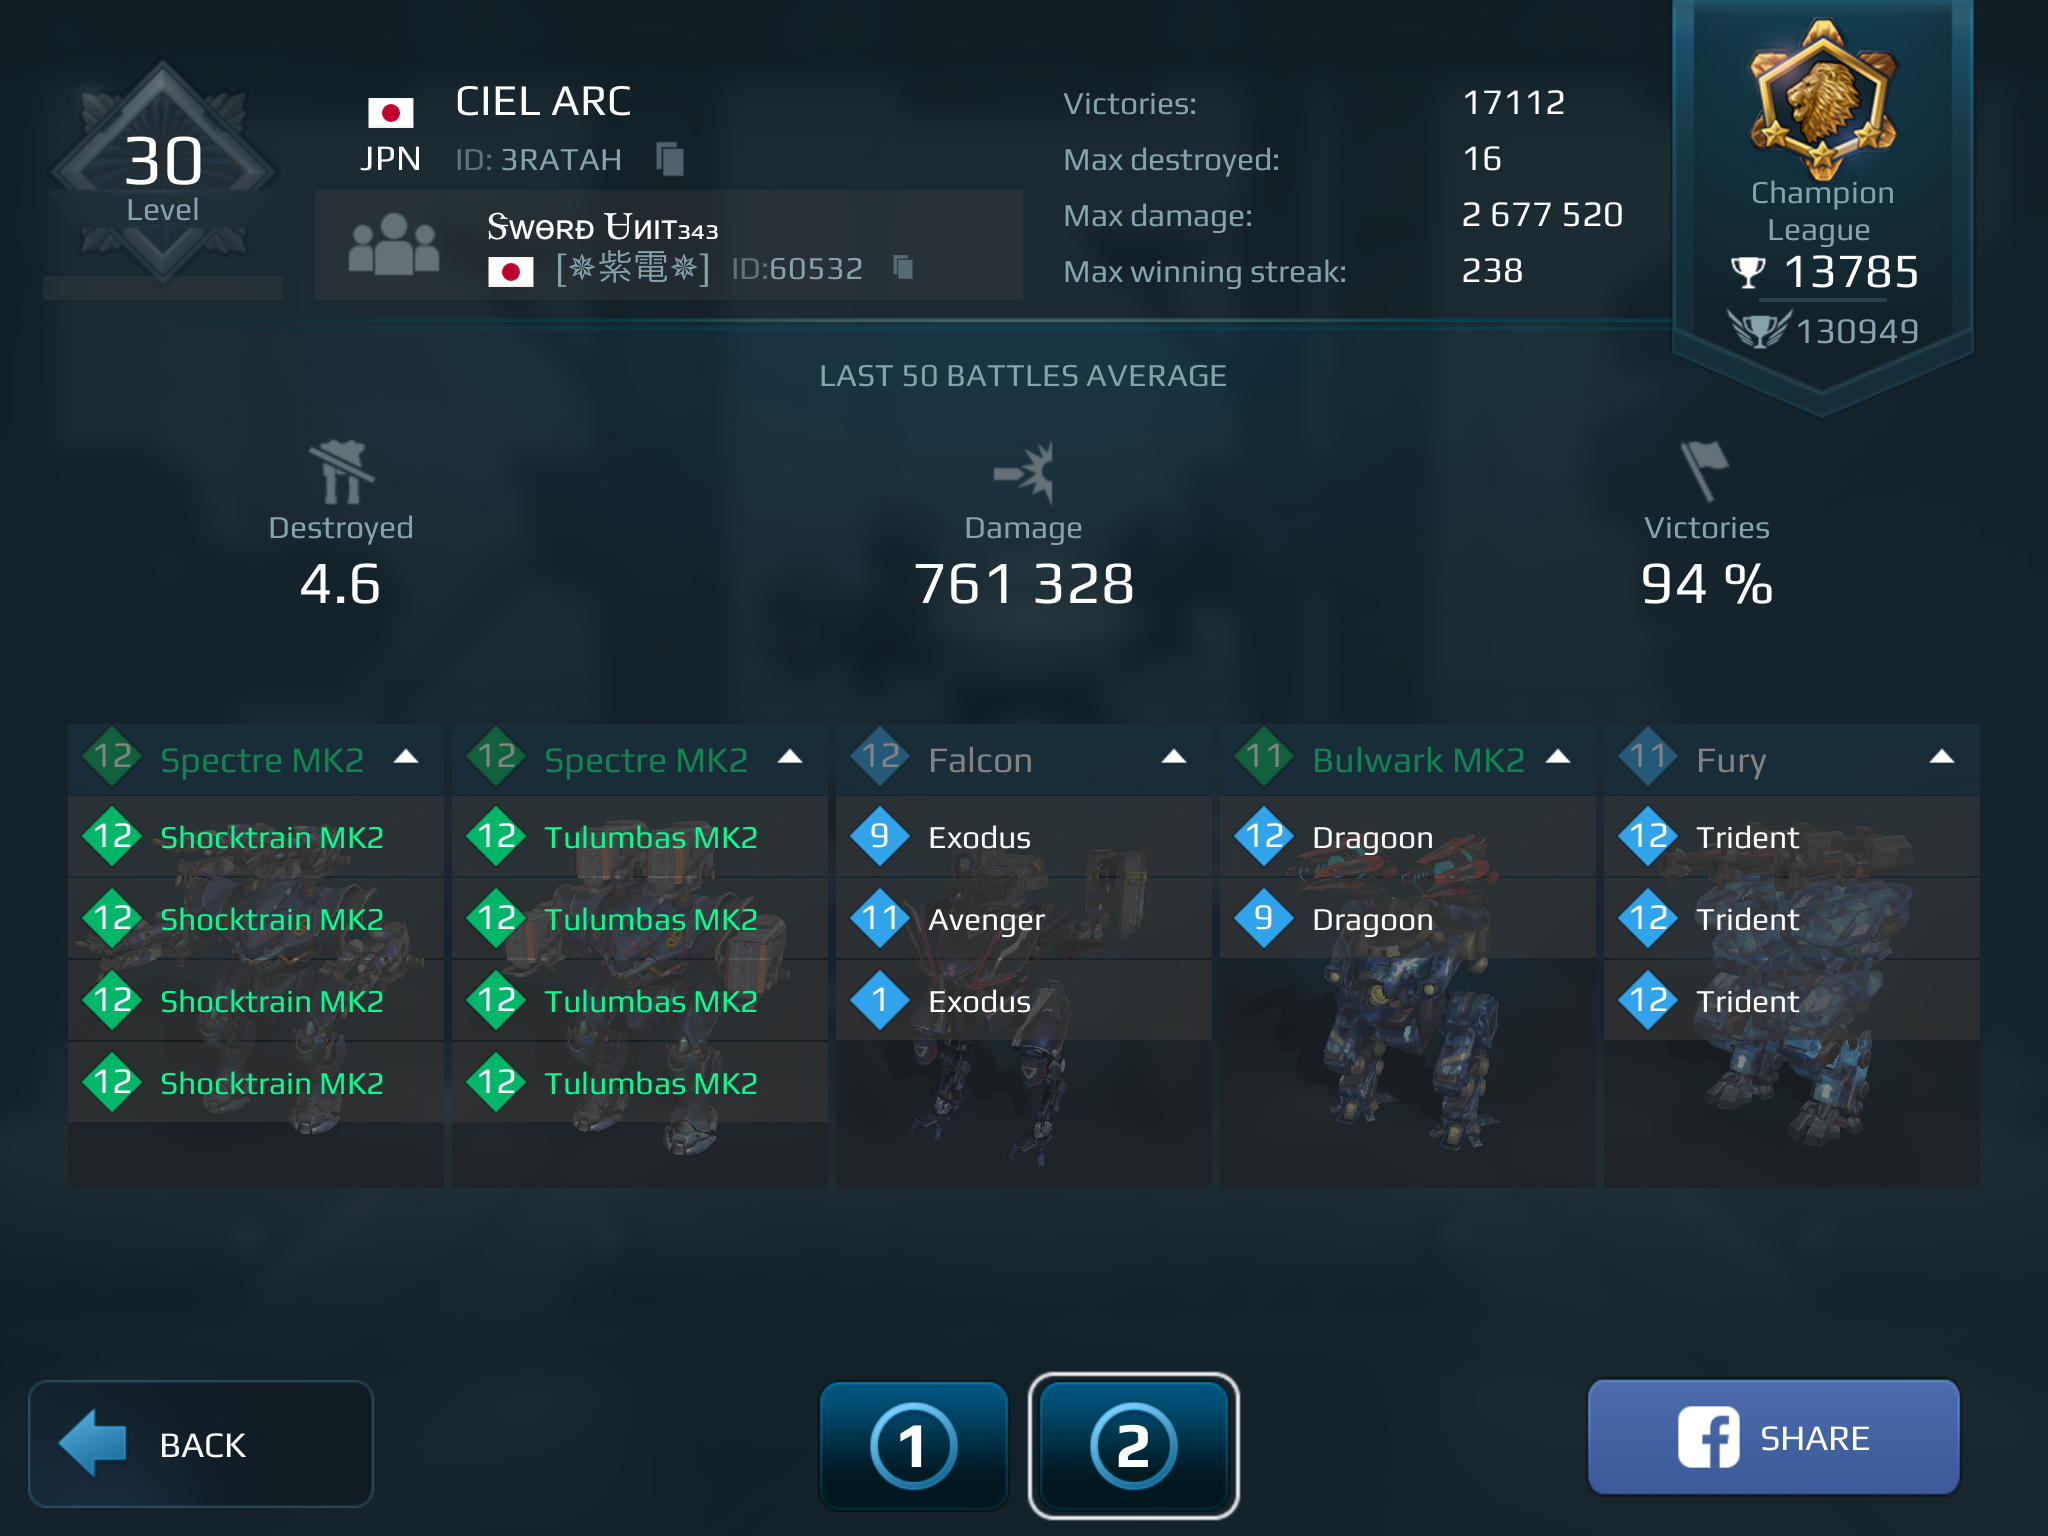 30
Level
JPN
CIEL ARC
ID: 3RATAH
Sworđ Unit343
[✵紫電✵] ID:60532
Victories: 17112
Max destroyed: 16
Max damage: 2 677 520
Max winning streak: 238
Champion
League
13785
130949
LAST 50 BATTLES AVERAGE
Destroyed
4.6
Damage
761 328
Victories
94 %
12 Spectre MK2
12 Shocktrain MK2
12 Shocktrain MK2
12 Shocktrain MK2
12 Shocktrain MK2
12 Spectre MK2
12 Tulumbas MK2
12 Tulumbas MK2
12 Tulumbas MK2
12 Tulumbas MK2
12 Falcon
9 Exodus
11 Avenger
1 Exodus
11 Bulwark MK2
12 Dragoon
9 Dragoon
11 Fury
12 Trident
12 Trident
12 Trident
BACK
1
2
SHARE